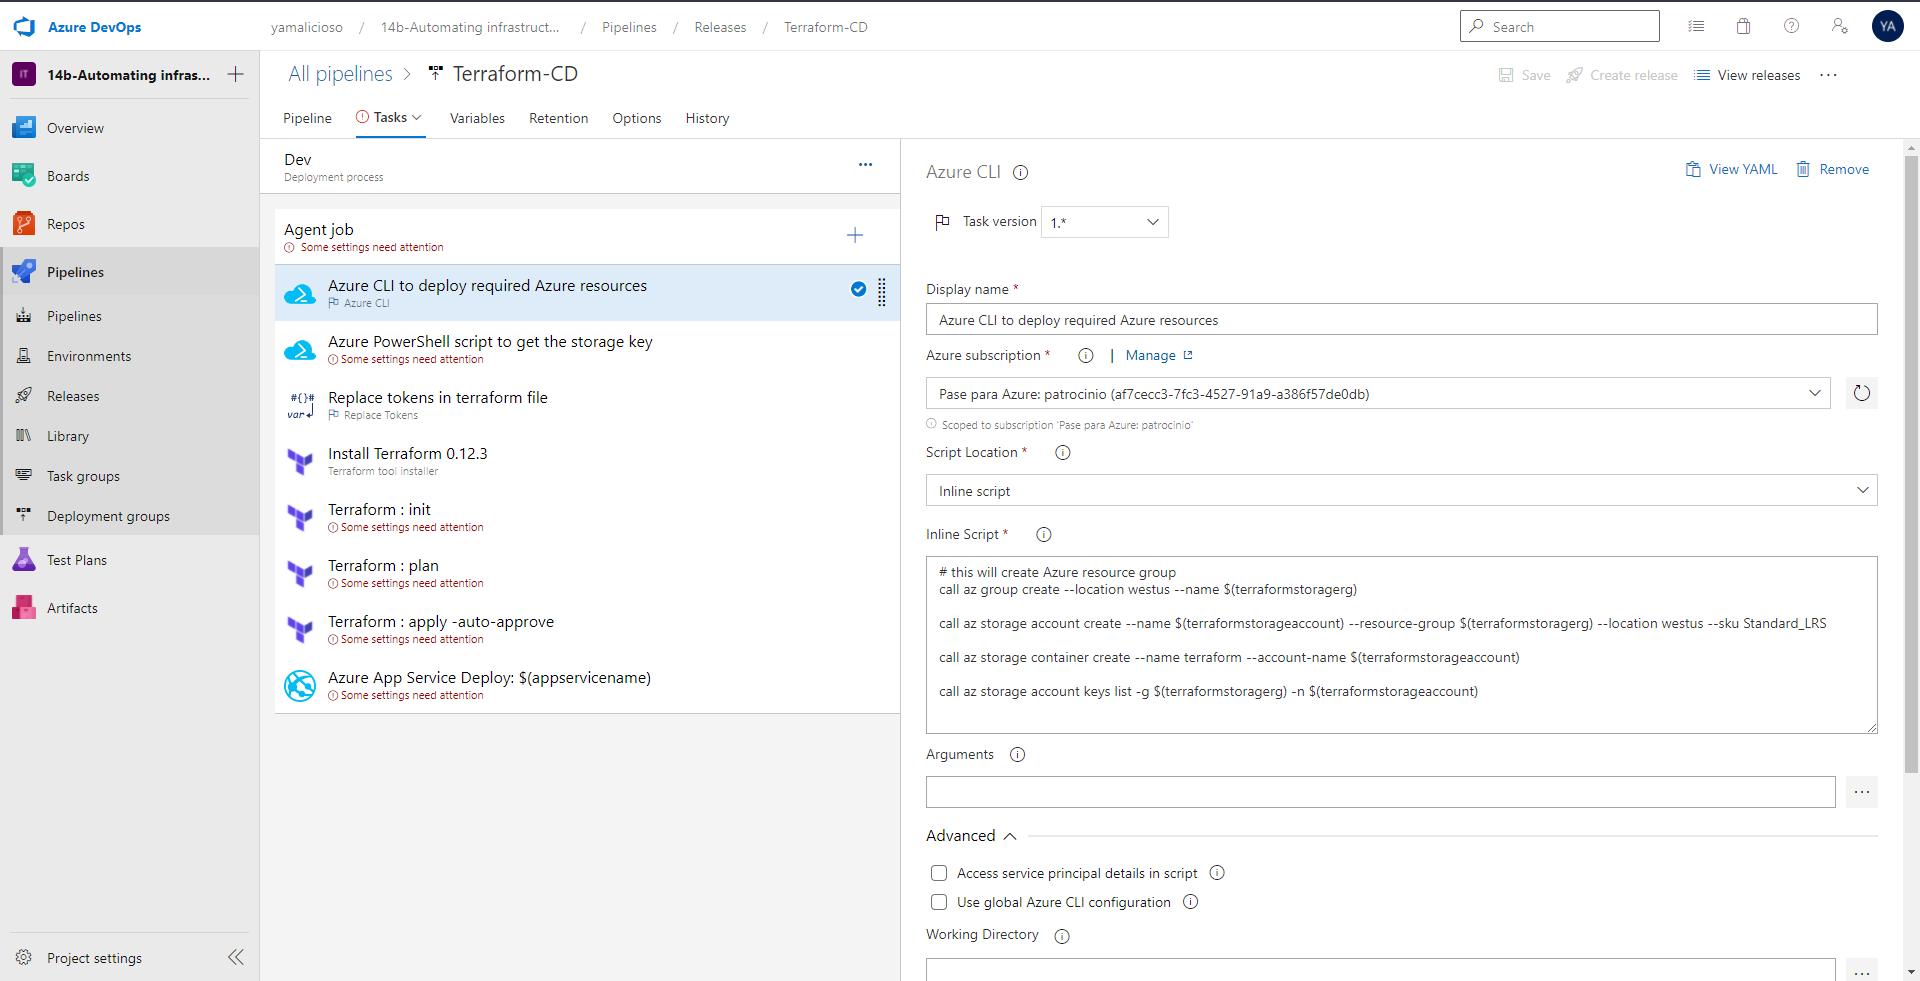 Azure DevOps
yamalicioso / 14b-Automating infrastruct... / Pipelines / Releases / Terraform-CD
Search
YA
IT
14b-Automating infras...
Overview
Boards
Repos
Pipelines
Pipelines
Environments
Releases
Library
Task groups
Deployment groups
Test Plans
Artifacts
Project settings
All pipelines > Terraform-CD
Save
Create release
View releases
...
Pipeline
Tasks
Variables
Retention
Options
History
Dev
Deployment process
...
Agent job
Some settings need attention
Azure CLI to deploy required Azure resources
Azure CLI
Azure PowerShell script to get the storage key
Some settings need attention
#{}#
var
Replace tokens in terraform file
Replace Tokens
Install Terraform 0.12.3
Terraform tool installer
Terraform : init
Some settings need attention
Terraform : plan
Some settings need attention
Terraform : apply -auto-approve
Some settings need attention
Azure App Service Deploy: $(appservicename)
Some settings need attention
Azure CLI
View YAML
Remove
Task version 1.*
Display name *
Azure CLI to deploy required Azure resources
Azure subscription * | Manage
Pase para Azure: patrocinio (af7cecc3-7fc3-4527-91a9-a386f57de0db)
Scoped to subscription 'Pase para Azure: patrocinio'
Script Location *
Inline script
Inline Script *
# this will create Azure resource group
call az group create --location westus --name $(terraformstoragerg)
call az storage account create --name $(terraformstorageaccount) --resource-group $(terraformstoragerg) --location westus --sku Standard_LRS
call az storage container create --name terraform --account-name $(terraformstorageaccount)
call az storage account keys list -g $(terraformstoragerg) -n $(terraformstorageaccount)
Arguments
...
Advanced
Access service principal details in script
Use global Azure CLI configuration
Working Directory
...